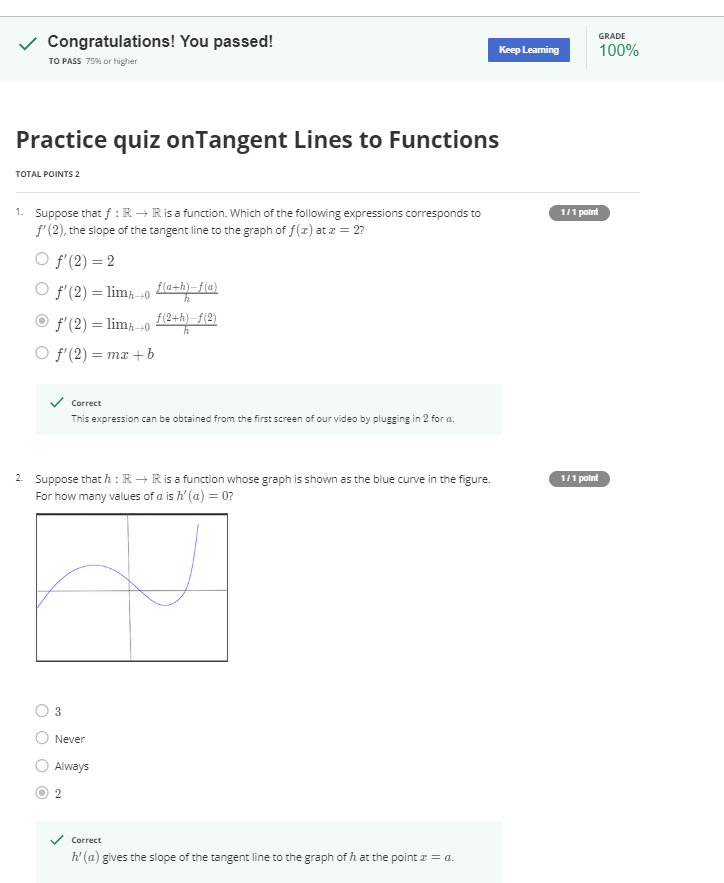 Congratulations! You passed!
TO PASS 75% or higher
Keep Learning
GRADE
100%
Practice quiz onTangent Lines to Functions
TOTAL POINTS 2
1. Suppose that f : ℝ → ℝ is a function. Which of the following expressions corresponds to
f′(2), the slope of the tangent line to the graph of f(x) at x = 2?
1 / 1 point
f′(2) = 2
f′(2) = limₕ→0 f(a+h)−f(a)/h
f′(2) = limₕ→0 f(2+h)−f(2)/h
f′(2) = mx + b
Correct
This expression can be obtained from the first screen of our video by plugging in 2 for a.
2. Suppose that h : ℝ → ℝ is a function whose graph is shown as the blue curve in the figure.
For how many values of a is h′(a) = 0?
1 / 1 point
3
Never
Always
2
Correct
h′(a) gives the slope of the tangent line to the graph of h at the point x = a.